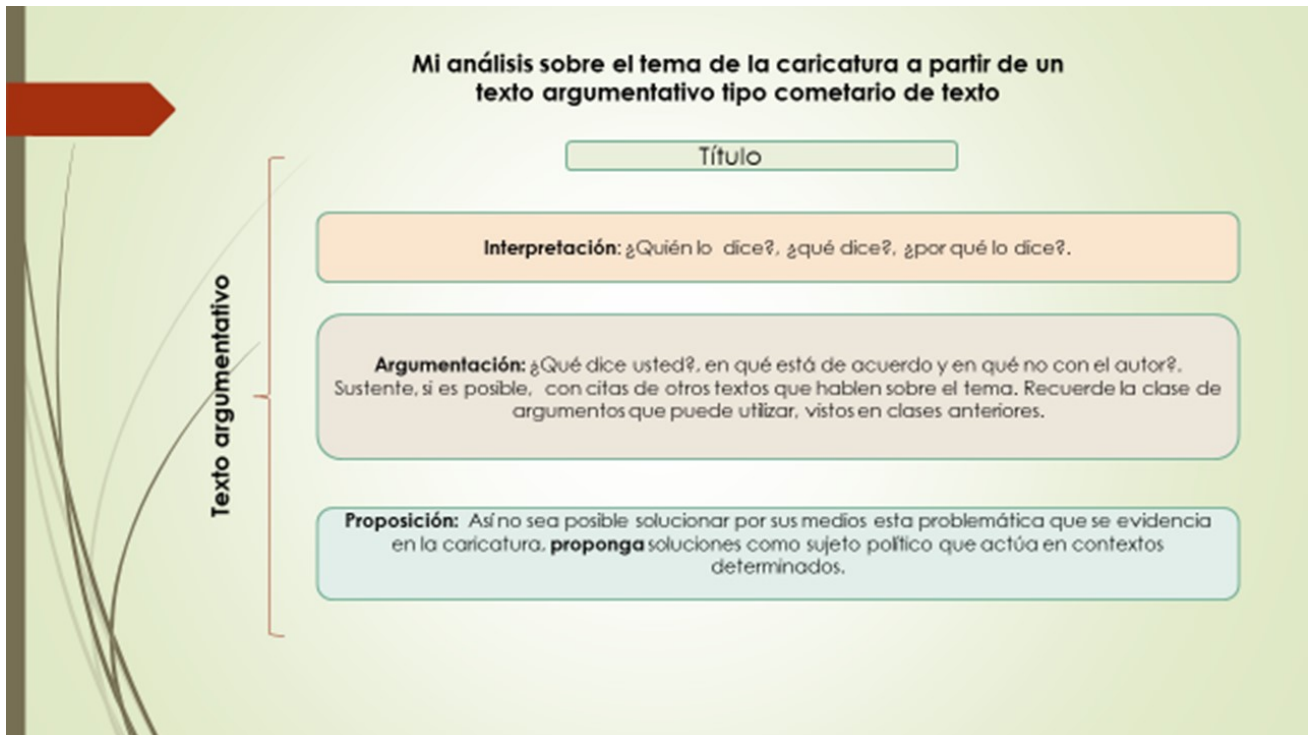 Mi análisis sobre el tema de la caricatura a partir de un
texto argumentativo tipo cometario de texto
Título
Texto argumentativo
Interpretación: ¿Quién lo dice?, ¿qué dice?, ¿por qué lo dice?.
Argumentación: ¿Qué dice usted?, en qué está de acuerdo y en qué no con el autor?.
Sustente, si es posible, con citas de otros textos que hablen sobre el tema. Recuerde la clase de
argumentos que puede utilizar, vistos en clases anteriores.
Proposición: Así no sea posible solucionar por sus medios esta problemática que se evidencia
en la caricatura, proponga soluciones como sujeto político que actúa en contextos
determinados.